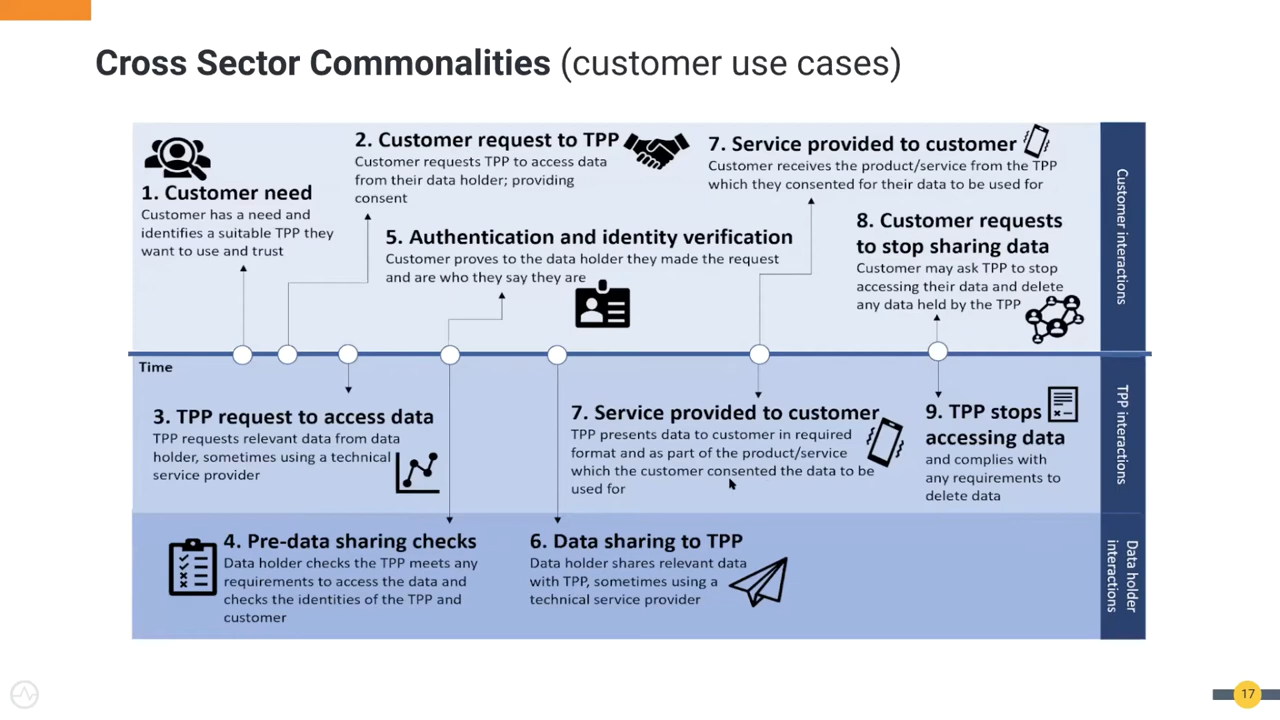 Cross Sector Commonalities (customer use cases)
1. Customer need
Customer has a need and
identifies a suitable TPP they
want to use and trust
2. Customer request to TPP
Customer requests TPP to access data
from their data holder; providing
consent
5. Authentication and identity verification
Customer proves to the data holder they made the request
and are who they say they are
7. Service provided to customer
Customer receives the product/service from the TPP
which they consented for their data to be used for
8. Customer requests
to stop sharing data
Customer may ask TPP to stop
accessing their data and delete
any data held by the TPP
Customer interactions
Time
3. TPP request to access data
TPP requests relevant data from data
holder, sometimes using a technical
service provider
7. Service provided to customer
TPP presents data to customer in required
format and as part of the product/service
which the customer consented the data to be
used for
9. TPP stops
accessing data
and complies with
any requirements to
delete data
TPP interactions
4. Pre-data sharing checks
Data holder checks the TPP meets any
requirements to access the data and
checks the identities of the TPP and
customer
6. Data sharing to TPP
Data holder shares relevant data
with TPP, sometimes using a
technical service provider
Data holder
interactions
17